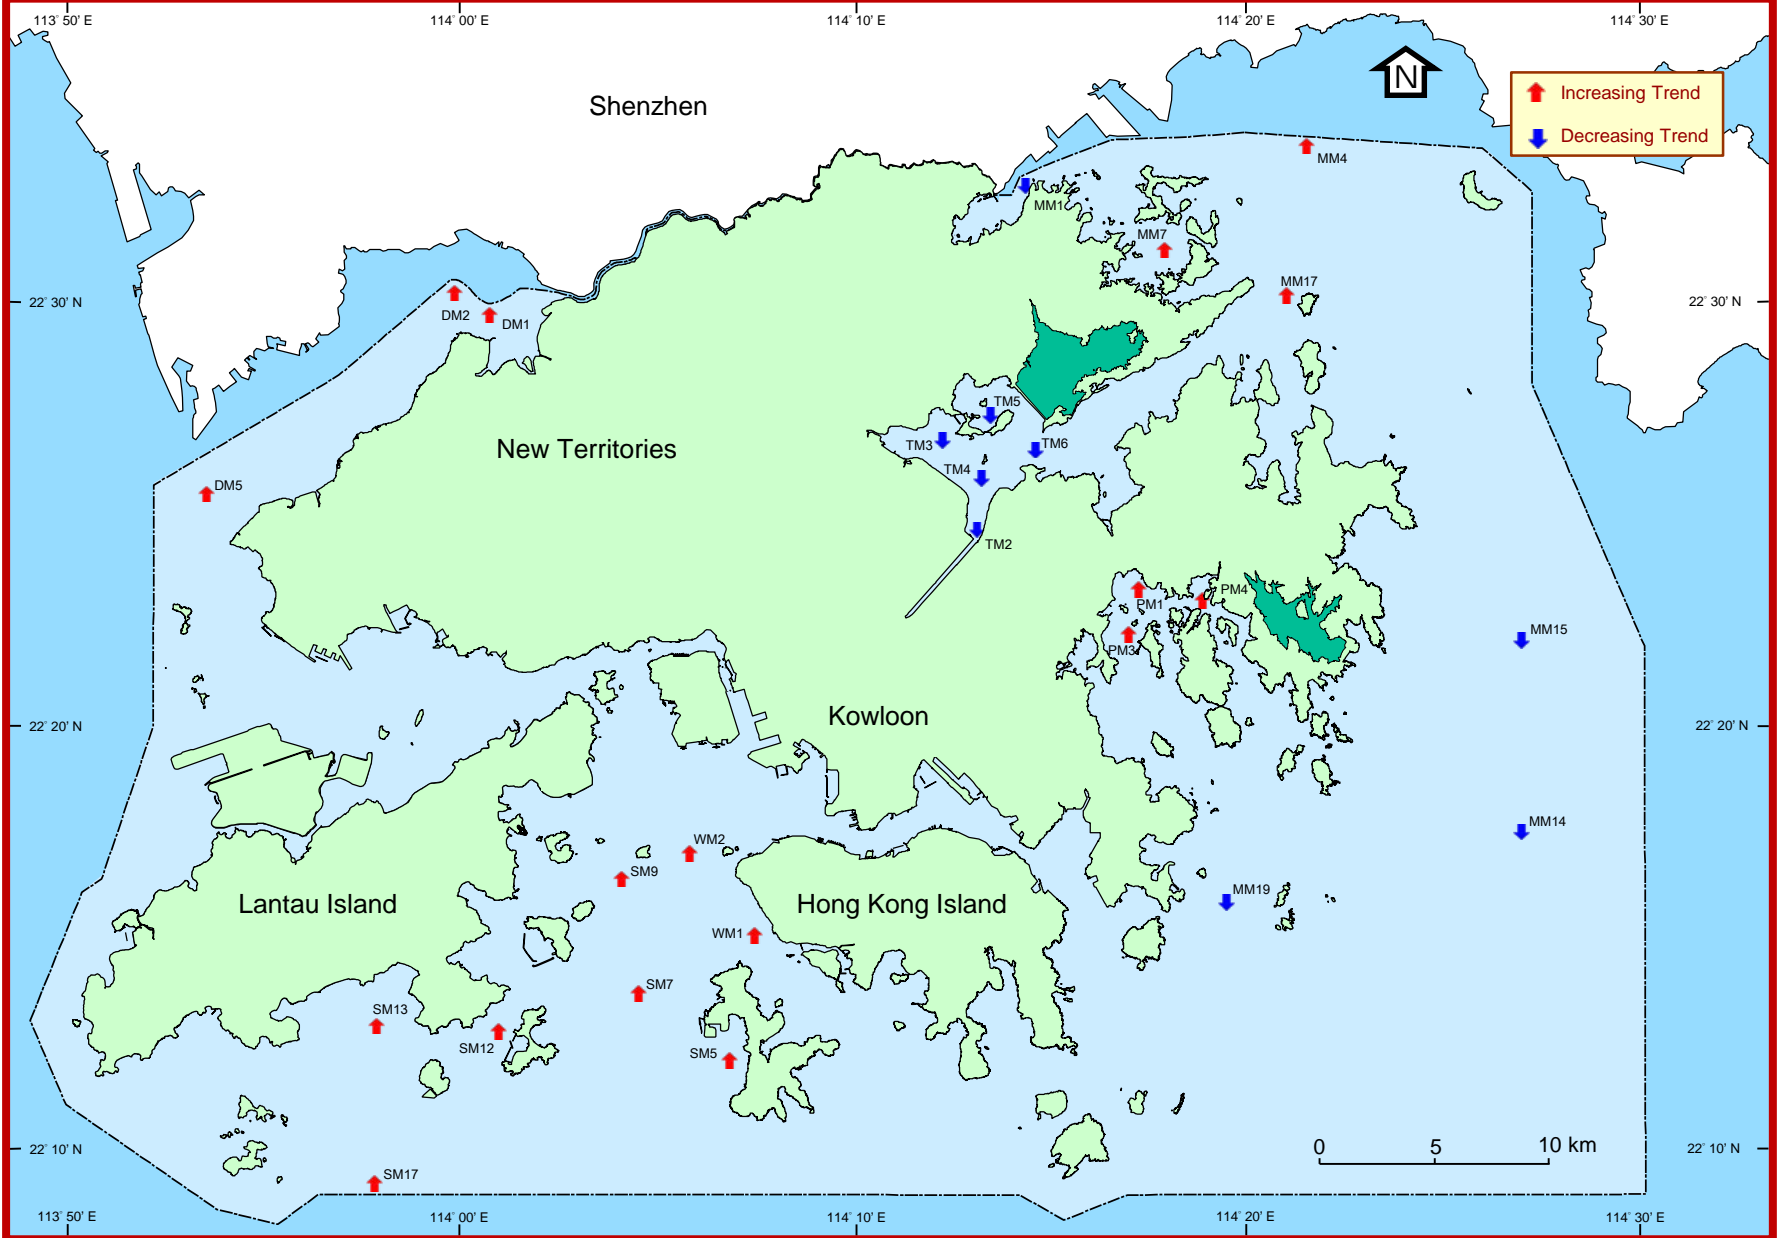 113° 50' E
114° 00' E
114° 10' E
114° 20' E
114° 30' E
N
Shenzhen
Increasing Trend
Decreasing Trend
MM4
MM1
MM7
MM17
22° 30' N
22° 30' N
DM2
DM1
TM5
TM3
TM6
New Territories
TM4
DM5
TM2
PM4
PM1
MM15
PM3
Kowloon
22° 20' N
22° 20' N
MM14
WM2
SM9
MM19
Lantau Island
Hong Kong Island
WM1
SM7
SM13
SM12
SM5
0 5 10 km
22° 10' N
22° 10' N
SM17
113° 50' E
114° 00' E
114° 10' E
114° 20' E
114° 30' E